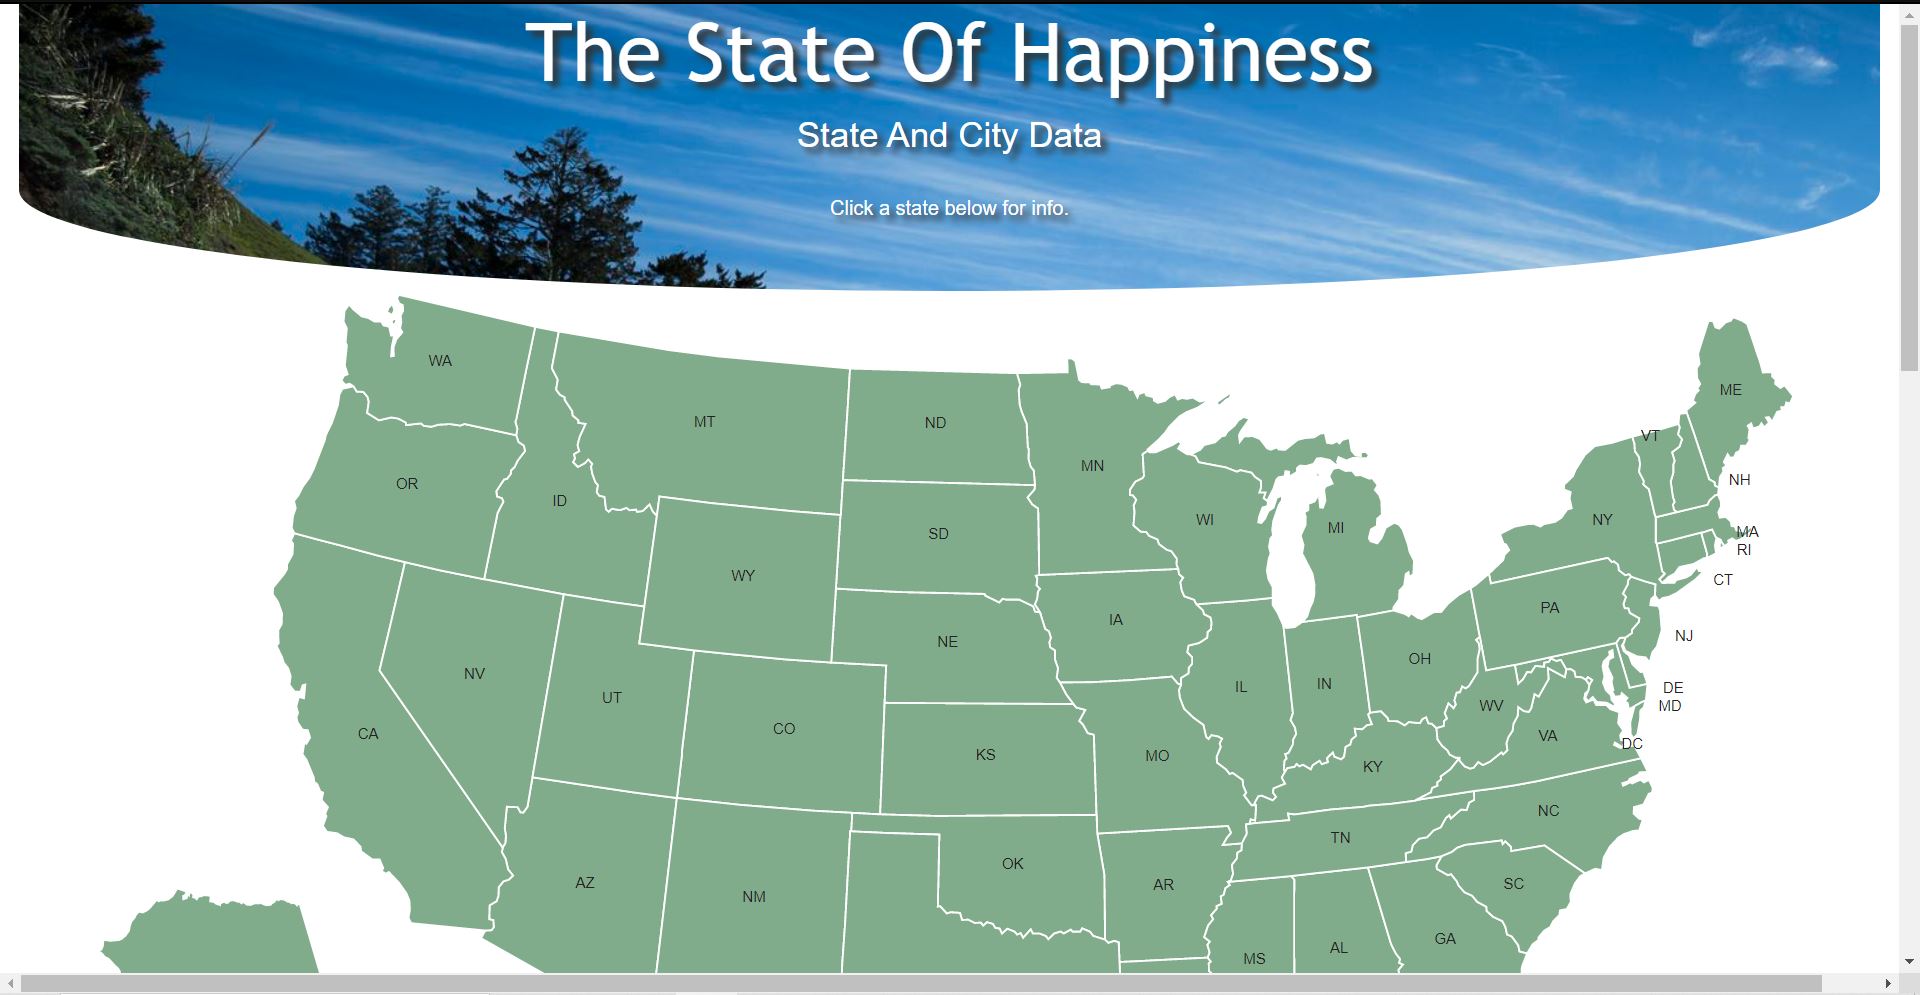 The State Of Happiness
State And City Data
Click a state below for info.
WA
ME
MT
ND
VT
MN
NH
OR
ID
WI
NY
MI
MA
SD
RI
WY
CT
PA
IA
NJ
NE
OH
NV
IL
IN
DE
UT
WV
MD
CO
CA
VA
DC
KS
MO
KY
NC
TN
OK
AZ
AR
SC
NM
GA
AL
MS